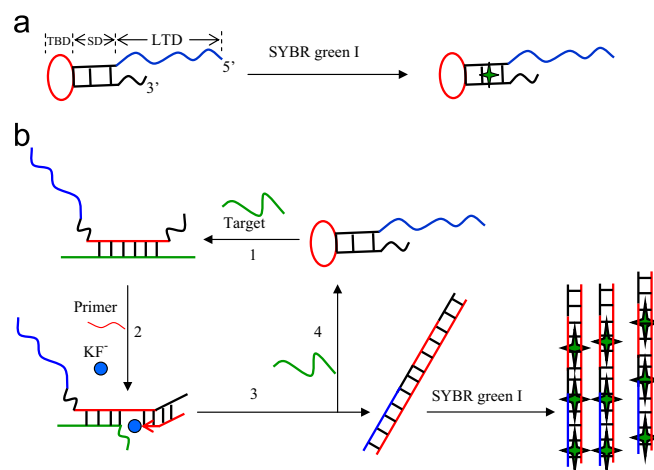 a
TBD SD LTD
SYBR green I
5'
3'
b
Target
1
Primer
2
KF⁻
4
3
SYBR green I